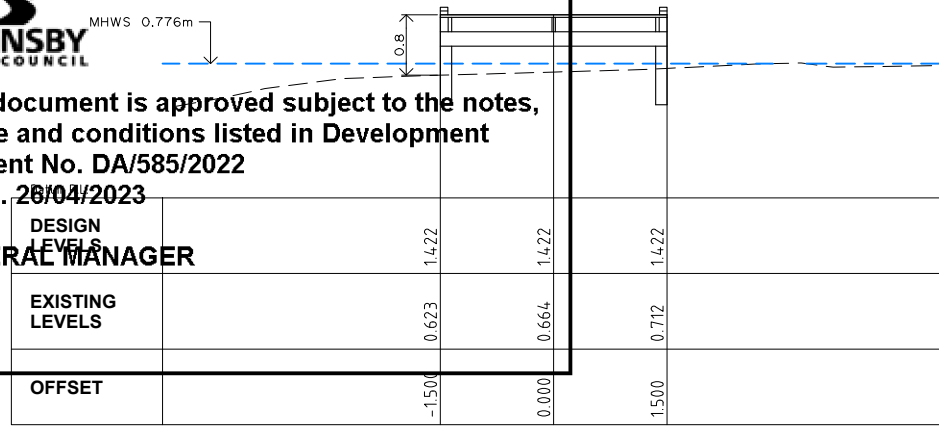 MHWS 0.776m
NSBY
COUNCIL
0.8
document is approved subject to the notes,
e and conditions listed in Development
ent No. DA/585/2022
. 26/04/2023
DESIGN
LEVELS
ERAL MANAGER
1.422 1.422 1.422
EXISTING
LEVELS
0.623 0.664 0.712
OFFSET
-1.500 0.000 1.500